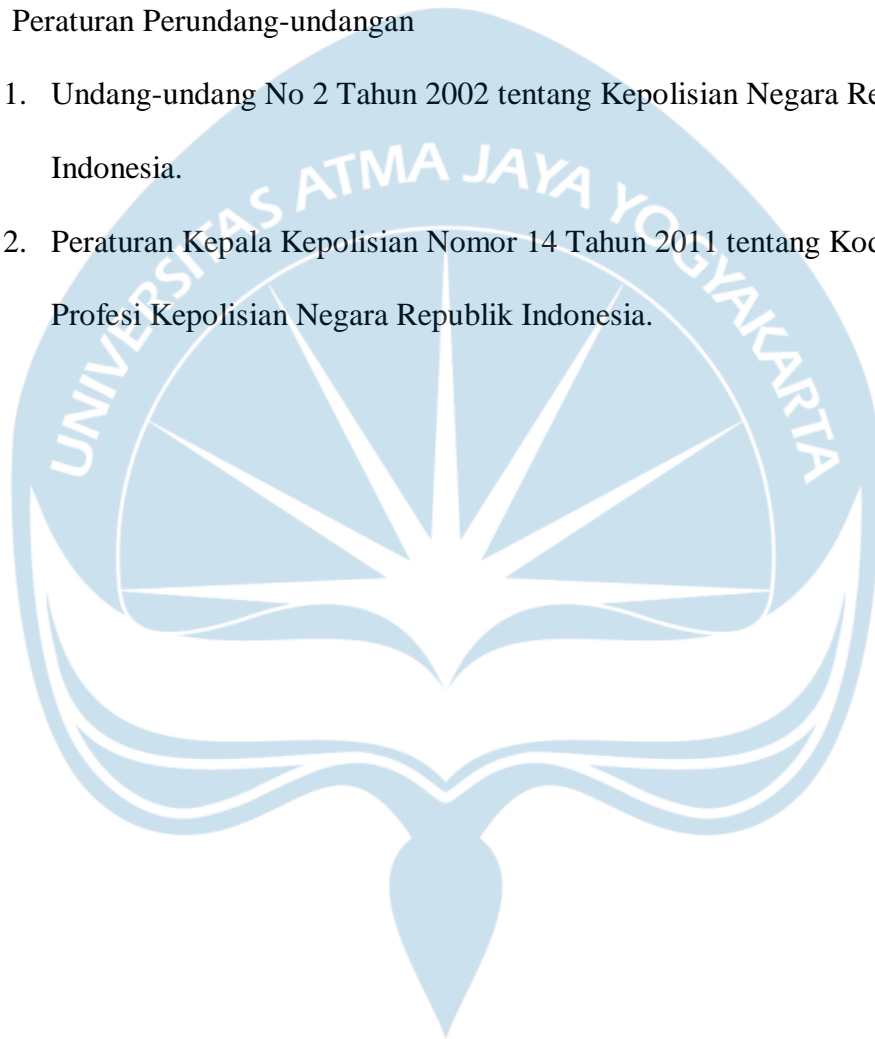 Peraturan Perundang-undangan
1. Undang-undang No 2 Tahun 2002 tentang Kepolisian Negara Re
Indonesia.
2. Peraturan Kepala Kepolisian Nomor 14 Tahun 2011 tentang Kod
Profesi Kepolisian Negara Republik Indonesia.
UNIVERSITAS ATMA JAYA YOGYAKARTA